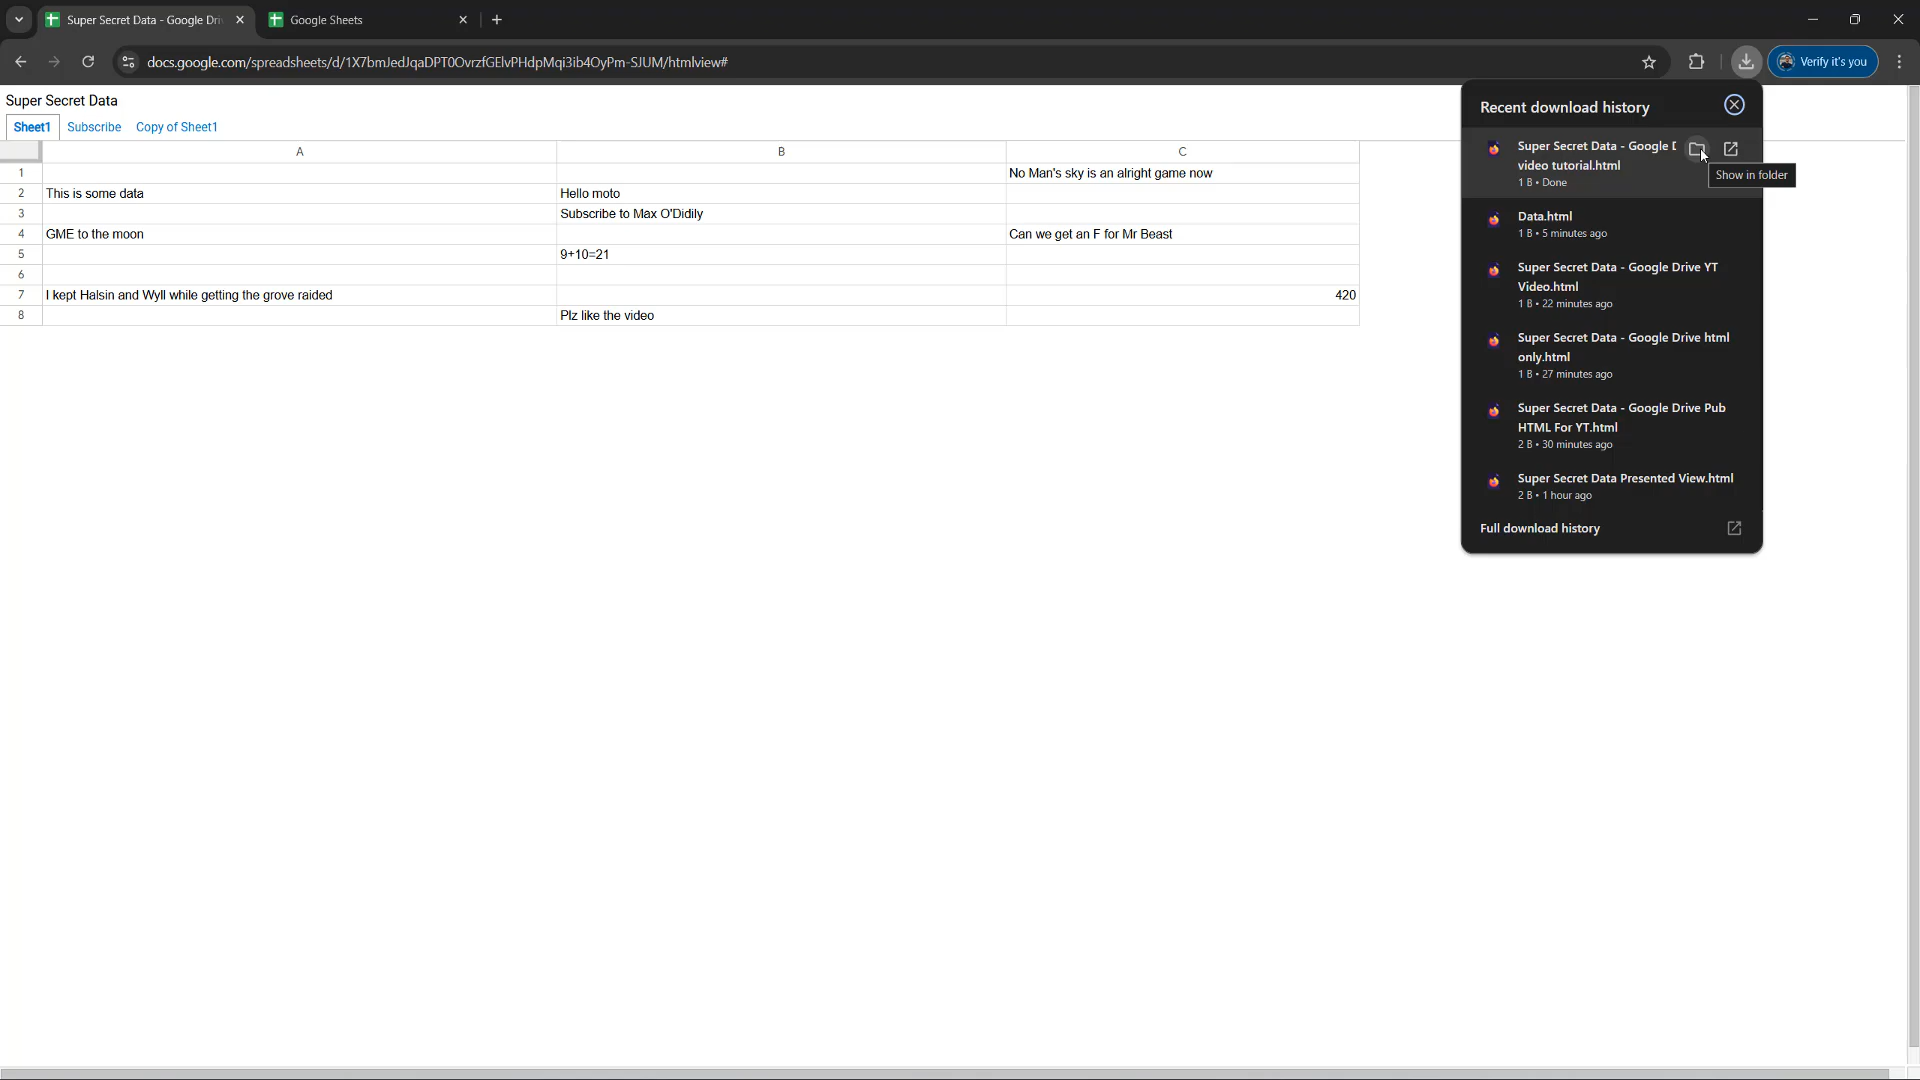 Super Secret Data - Google Dri
Google Sheets
docs.google.com/spreadsheets/d/1X7bmJedJqaDPT0OvrzfGElvPHdpMqi3ib4OyPm-SJUM/htmlview#
Verify it's you
Super Secret Data
Sheet1 Subscribe Copy of Sheet1
A B C
1 No Man's sky is an alright game now
2 This is some data Hello moto
3 Subscribe to Max O'Didily
4 GME to the moon Can we get an F for Mr Beast
5 9+10=21
6
7 I kept Halsin and Wyll while getting the grove raided 420
8 Plz like the video
Recent download history
Super Secret Data - Google D
video tutorial.html
1 B • Done
Show in folder
Data.html
1 B • 5 minutes ago
Super Secret Data - Google Drive YT
Video.html
1 B • 22 minutes ago
Super Secret Data - Google Drive html
only.html
1 B • 27 minutes ago
Super Secret Data - Google Drive Pub
HTML For YT.html
2 B • 30 minutes ago
Super Secret Data Presented View.html
2 B • 1 hour ago
Full download history